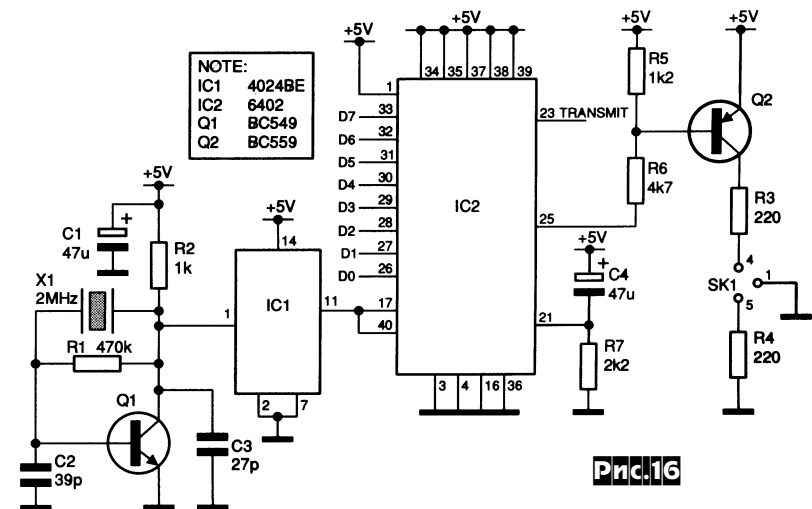 NOTE:
IC1 4024BE
IC2 6402
Q1 BC549
Q2 BC559
+5V
C1
47u
+
R2
1k
X1
2MHz
R1 470k
Q1
C2
39p
C3
27p
+5V
14
1
IC1
11
2
7
+5V
+5V
34
35
37
38
39
1
D7
33
D6
32
D5
31
D4
30
D3
29
D2
28
D1
27
D0
26
17
40
IC2
3
4
16
36
23 TRANSMIT
25
21
+5V
+
C4
47u
R7
2k2
+5V
R5
1k2
R6
4k7
+5V
Q2
R3
220
4
SK1
1
5
R4
220
Рис.16